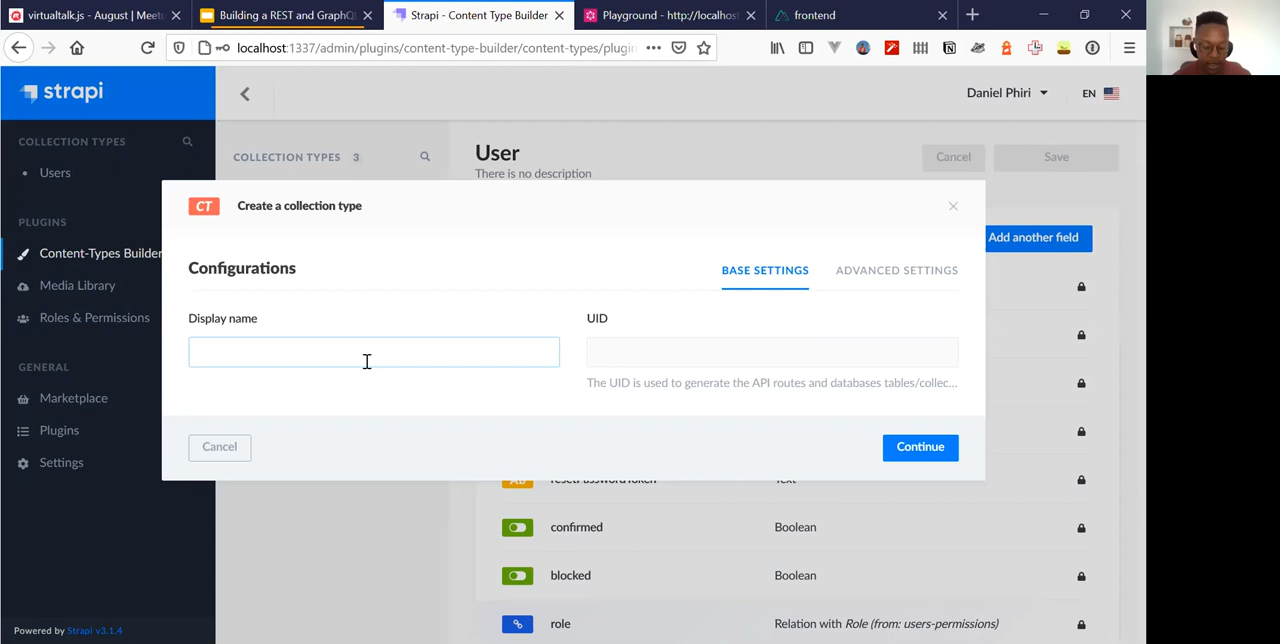 virtualtalk.js - August | Meetu
Building a REST and GraphQ
Strapi - Content Type Builder
Playground - http://localhost
frontend
localhost:1337/admin/plugins/content-type-builder/content-types/plugin
strapi
Daniel Phiri
EN
COLLECTION TYPES
Users
PLUGINS
Content-Types Builder
Media Library
Roles & Permissions
GENERAL
Marketplace
Plugins
Settings
Powered by Strapi v3.1.4
COLLECTION TYPES 3
User
There is no description
Cancel
Save
Add another field
CT
Create a collection type
Configurations
BASE SETTINGS
ADVANCED SETTINGS
Display name
UID
The UID is used to generate the API routes and databases tables/collec...
Cancel
Continue
resetPasswordToken Text
confirmed Boolean
blocked Boolean
role Relation with Role (from: users-permissions)